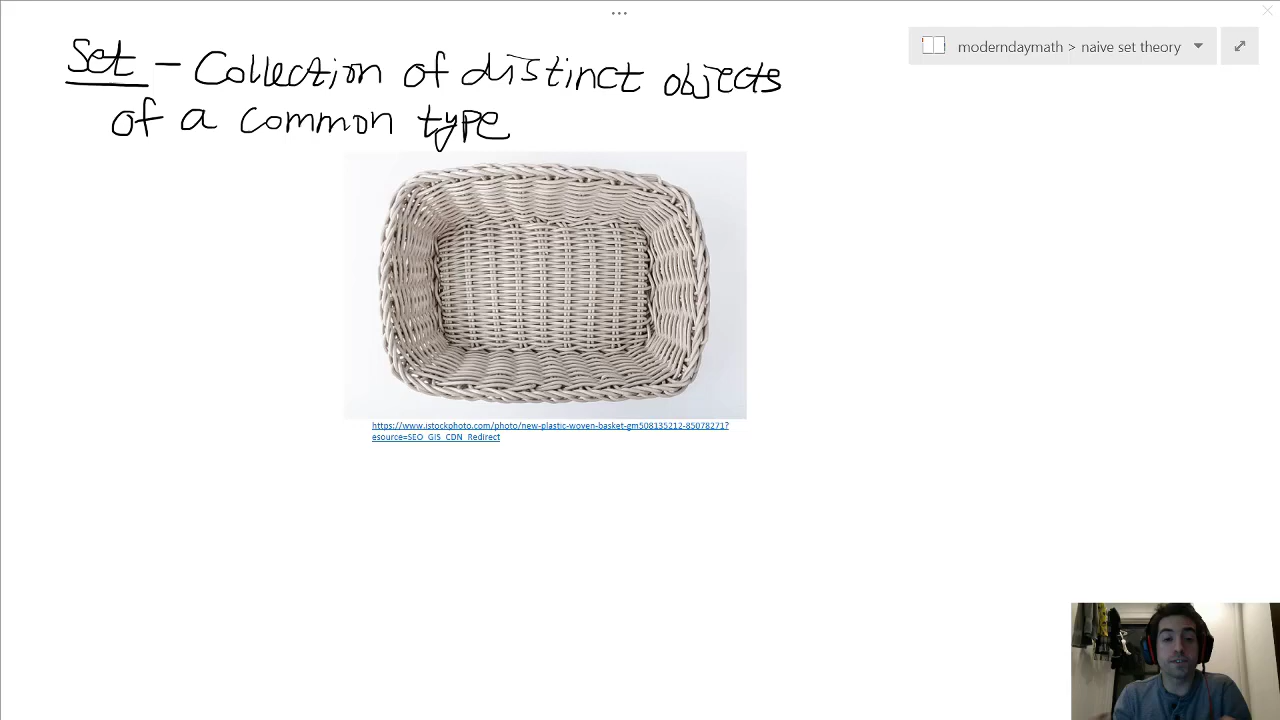 moderndaymath > naive set theory
Set - Collection of distinct objects
of a common type
https://www.istockphoto.com/photo/new-plastic-woven-basket-gm508135212-85078271?
esource=SEO_GIS_CDN_Redirect